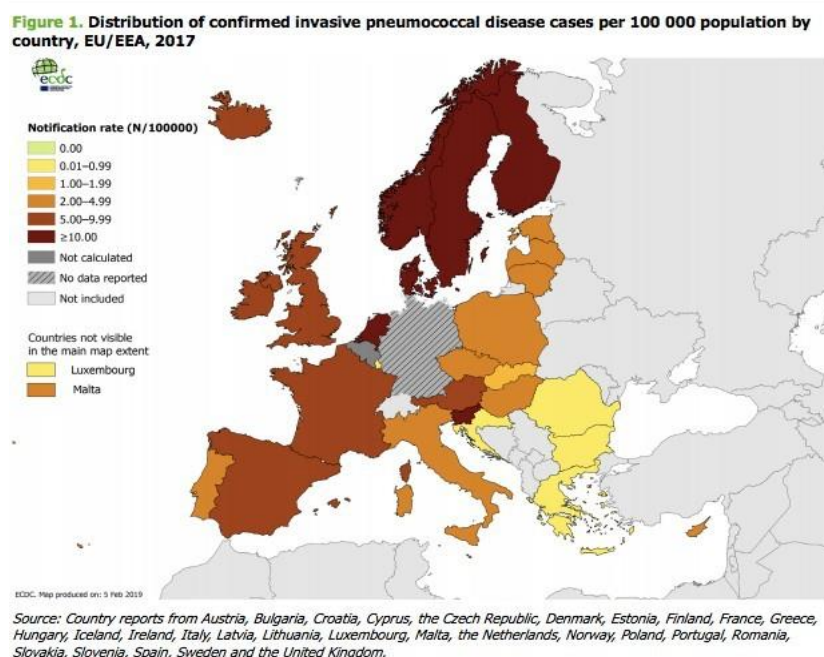 Figure 1. Distribution of confirmed invasive pneumococcal disease cases per 100 000 population by
country, EU/EEA, 2017
ecdc
Notification rate (N/100000)
0.00
0.01–0.99
1.00–1.99
2.00–4.99
5.00–9.99
≥10.00
Not calculated
No data reported
Not included
Countries not visible
in the main map extent
Luxembourg
Malta
ECDC. Map produced on: 5 Feb 2019
Source: Country reports from Austria, Bulgaria, Croatia, Cyprus, the Czech Republic, Denmark, Estonia, Finland, France, Greece,
Hungary, Iceland, Ireland, Italy, Latvia, Lithuania, Luxembourg, Malta, the Netherlands, Norway, Poland, Portugal, Romania,
Slovakia, Slovenia, Spain, Sweden and the United Kingdom.